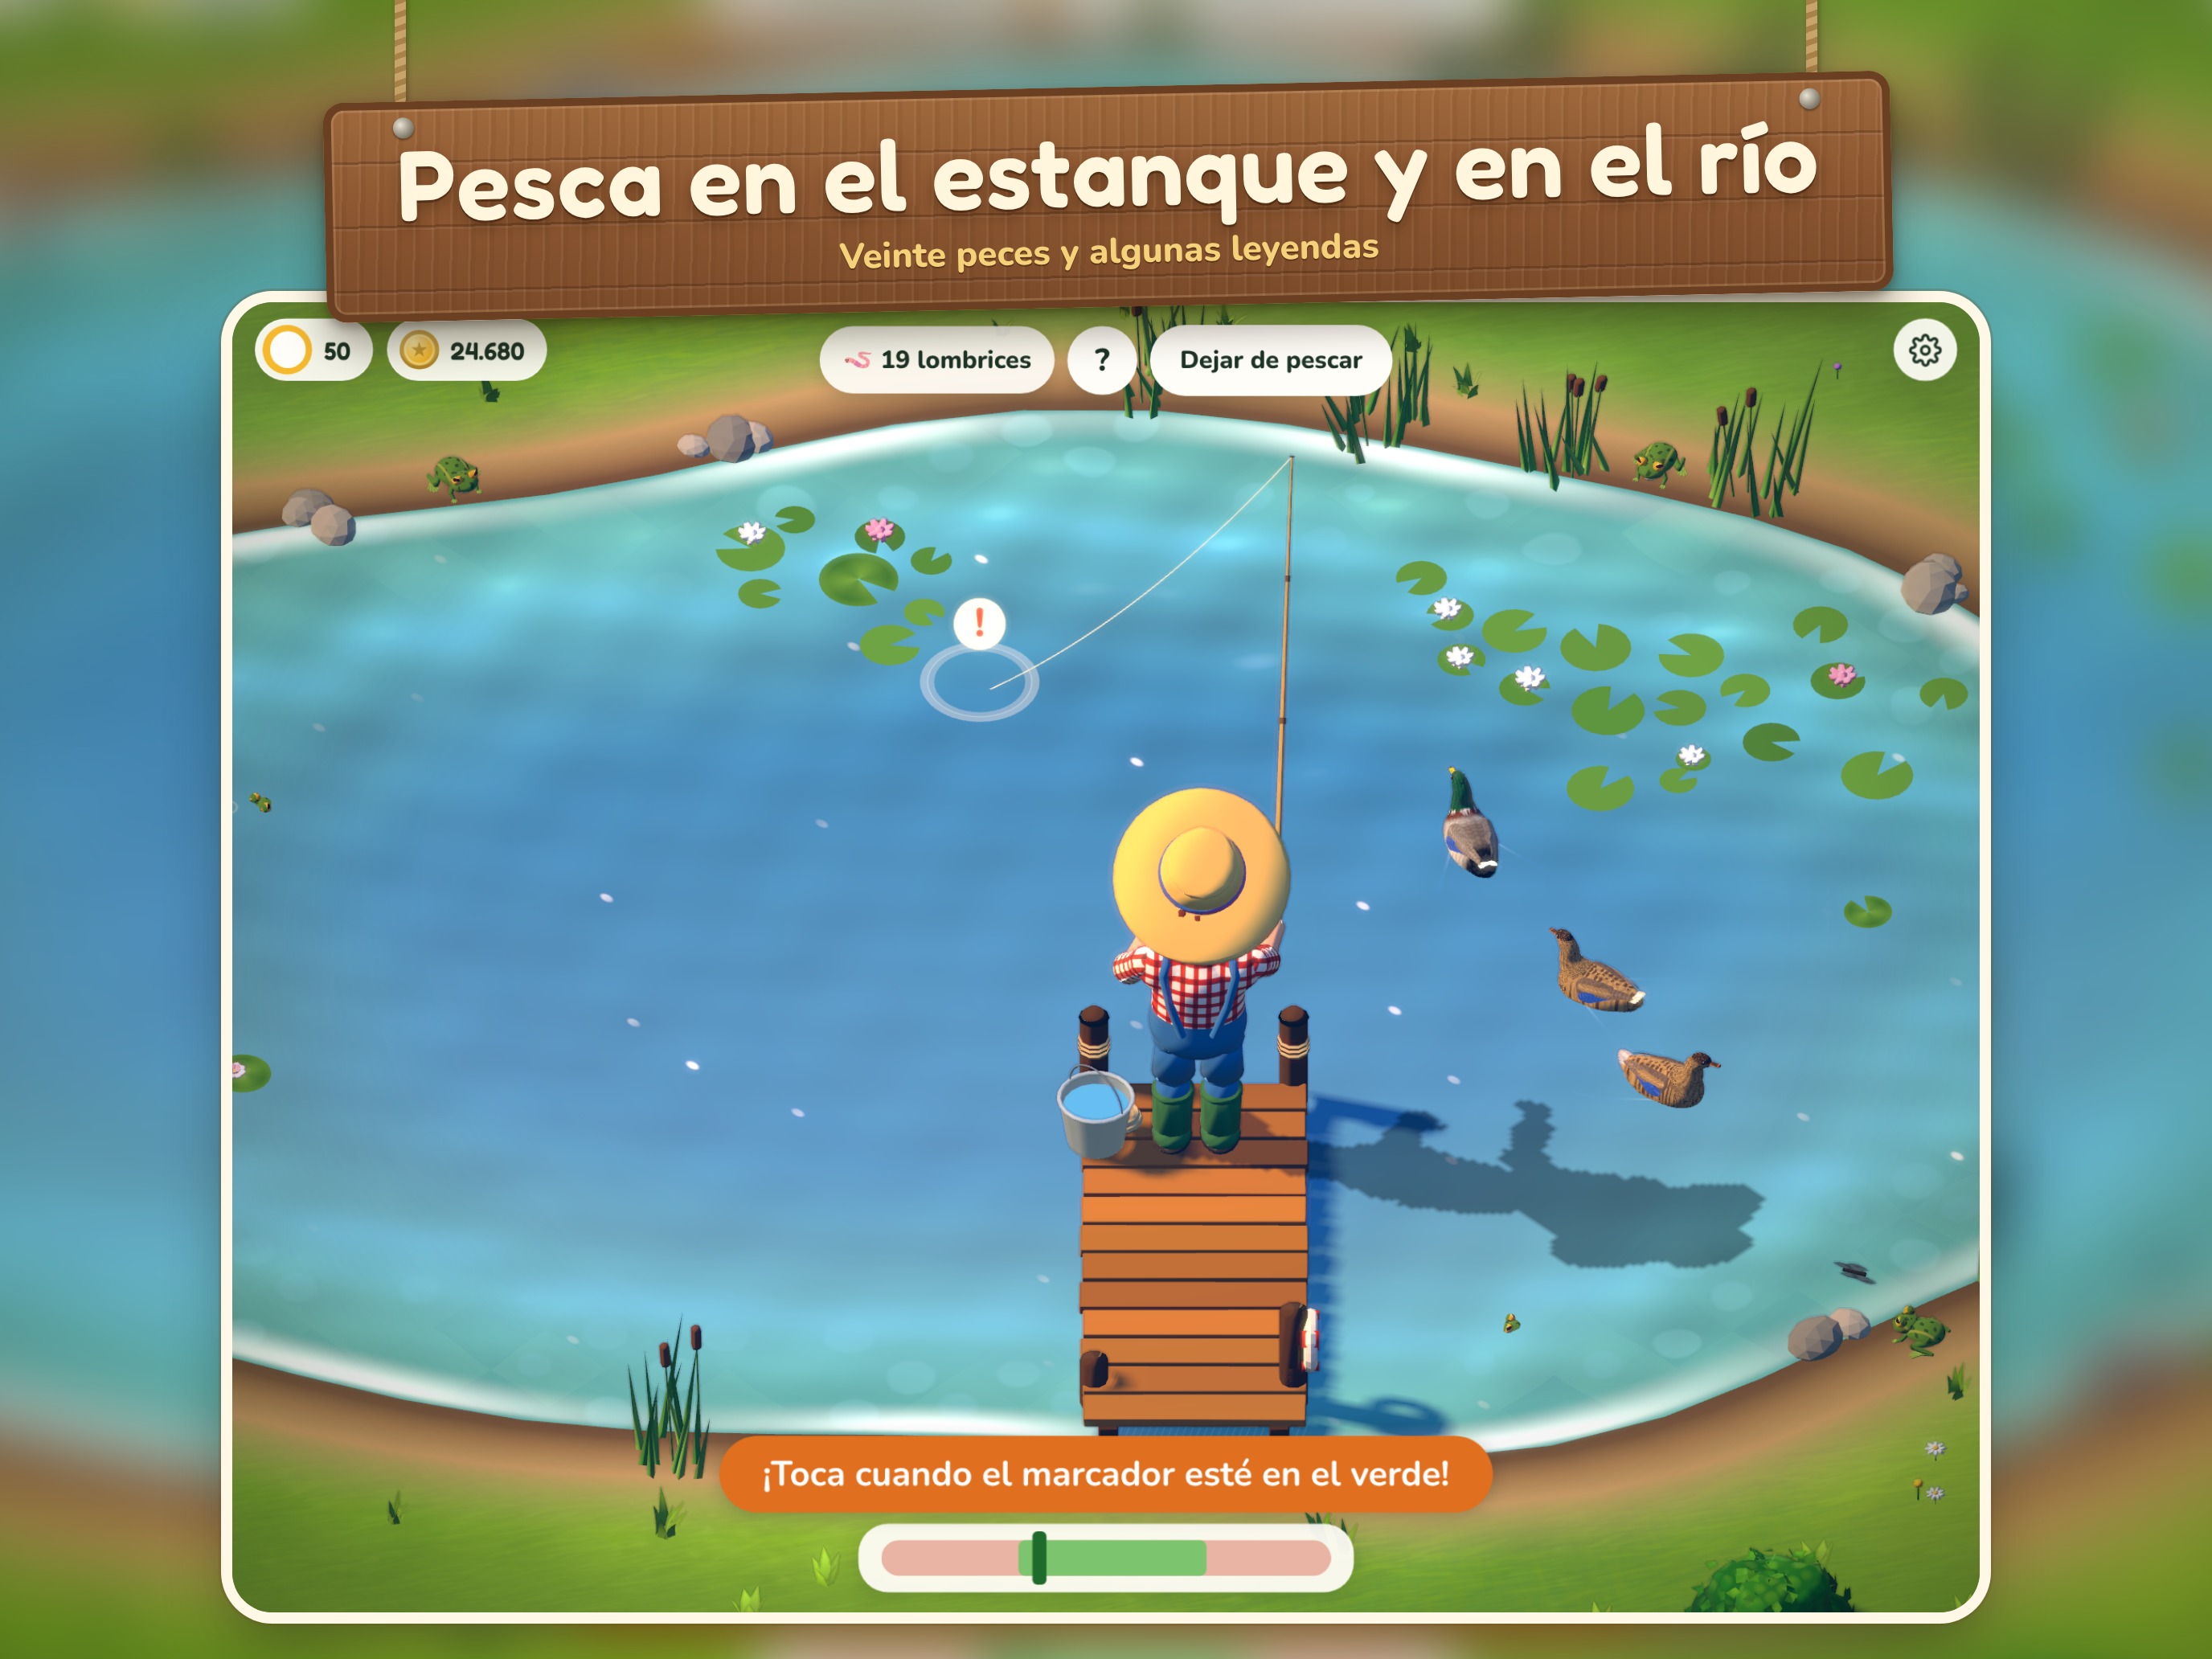 Pesca en el estanque y en el río
Veinte peces y algunas leyendas
50
24.680
19 lombrices
?
Dejar de pescar
!
¡Toca cuando el marcador esté en el verde!